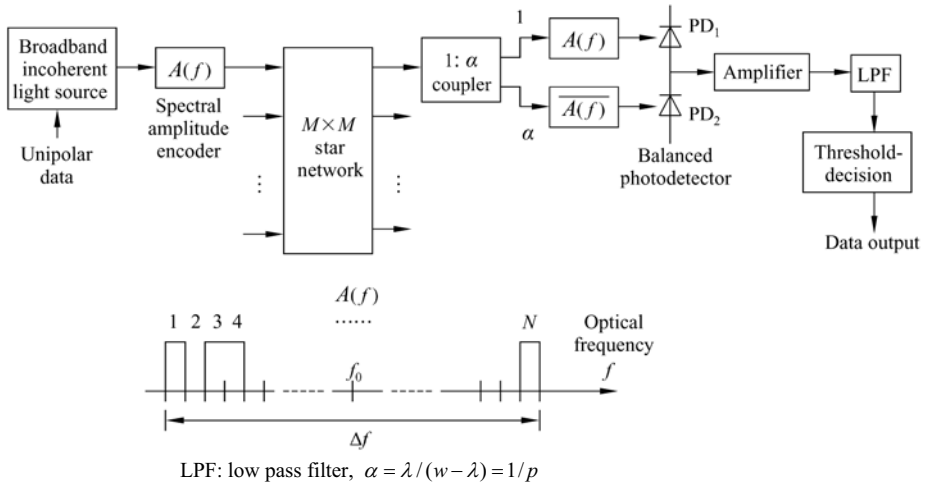 Broadband
incoherent
light source
Unipolar
data
A(f)
Spectral
amplitude
encoder
M×M
star
network
1: α
coupler
1
α
A(f)
\overline{A(f)}
PD₁
PD₂
Balanced
photodetector
Amplifier
LPF
Threshold-
decision
Data output
A(f)
1 2 3 4 ...... N
Optical
frequency
f
f₀
Δf
LPF: low pass filter, α = λ/(w−λ) = 1/p